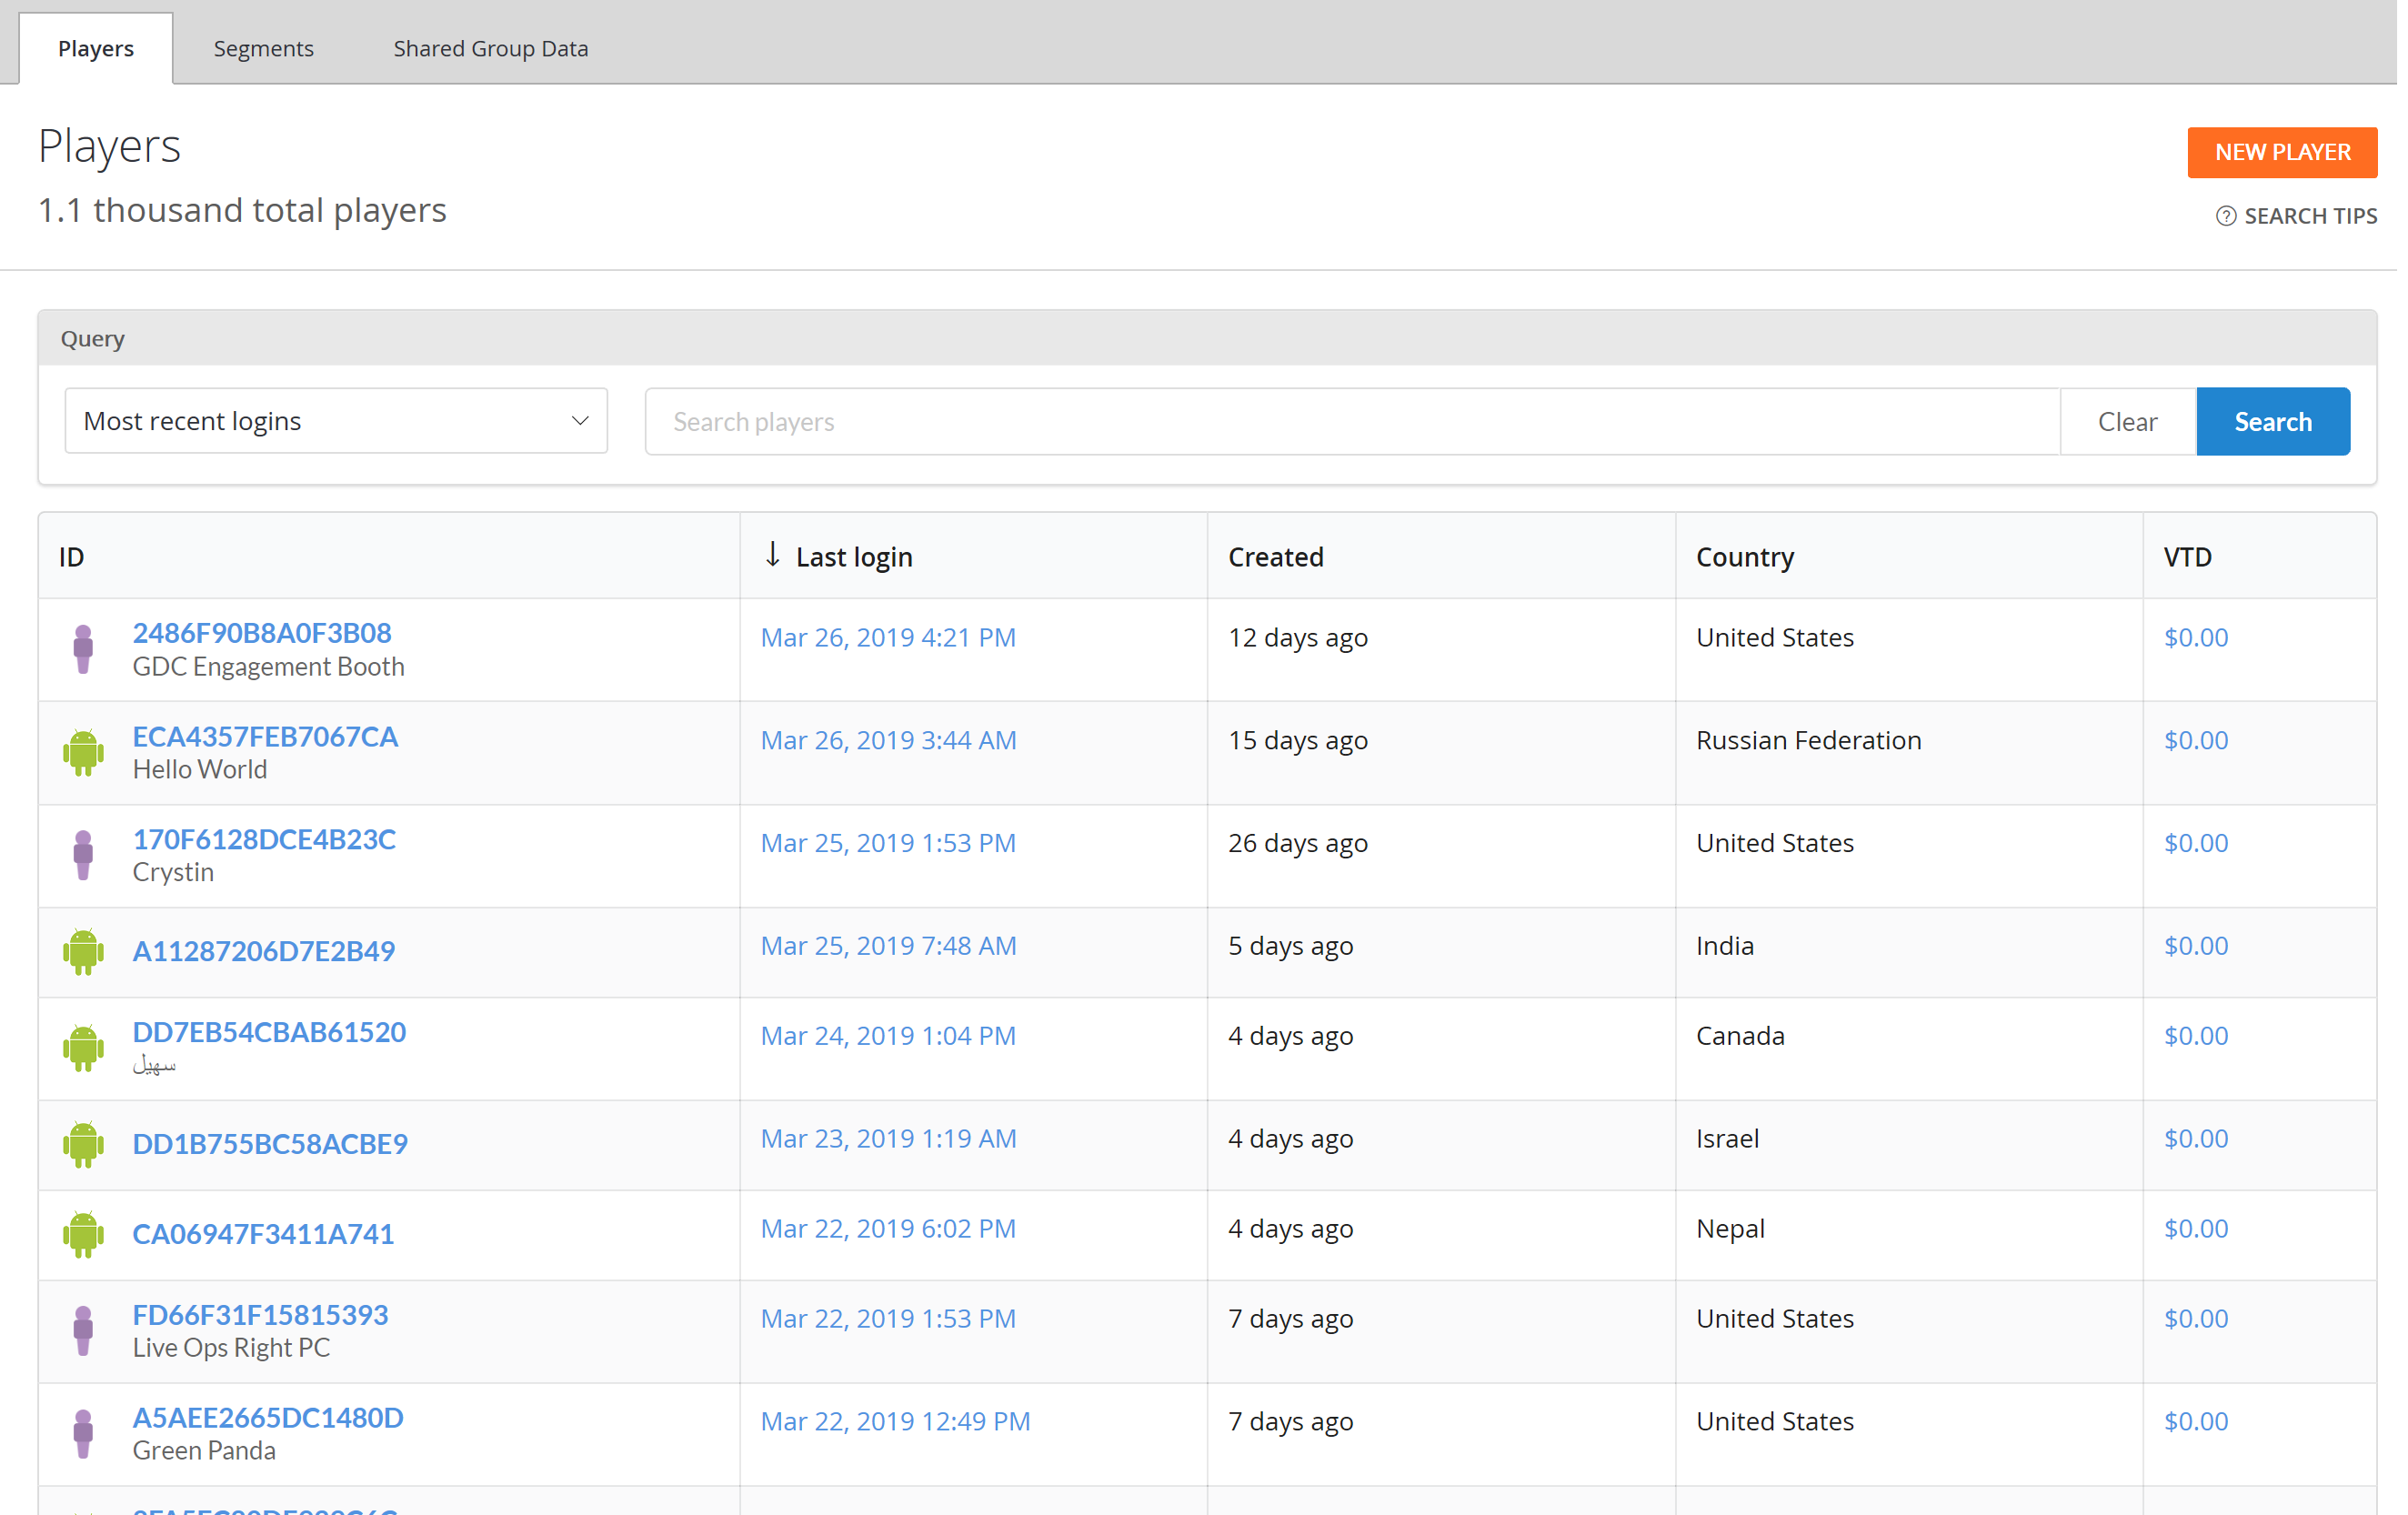 Players Segments Shared Group Data
Players
NEW PLAYER
1.1 thousand total players
SEARCH TIPS
Query
Most recent logins Search players Clear Search
ID Last login Created Country VTD
2486F90B8A0F3B08 Mar 26, 2019 4:21 PM 12 days ago United States $0.00
GDC Engagement Booth
ECA4357FEB7067CA Mar 26, 2019 3:44 AM 15 days ago Russian Federation $0.00
Hello World
170F6128DCE4B23C Mar 25, 2019 1:53 PM 26 days ago United States $0.00
Crystin
A11287206D7E2B49 Mar 25, 2019 7:48 AM 5 days ago India $0.00
DD7EB54CBAB61520 Mar 24, 2019 1:04 PM 4 days ago Canada $0.00
سهيل
DD1B755BC58ACBE9 Mar 23, 2019 1:19 AM 4 days ago Israel $0.00
CA06947F3411A741 Mar 22, 2019 6:02 PM 4 days ago Nepal $0.00
FD66F31F15815393 Mar 22, 2019 1:53 PM 7 days ago United States $0.00
Live Ops Right PC
A5AEE2665DC1480D Mar 22, 2019 12:49 PM 7 days ago United States $0.00
Green Panda